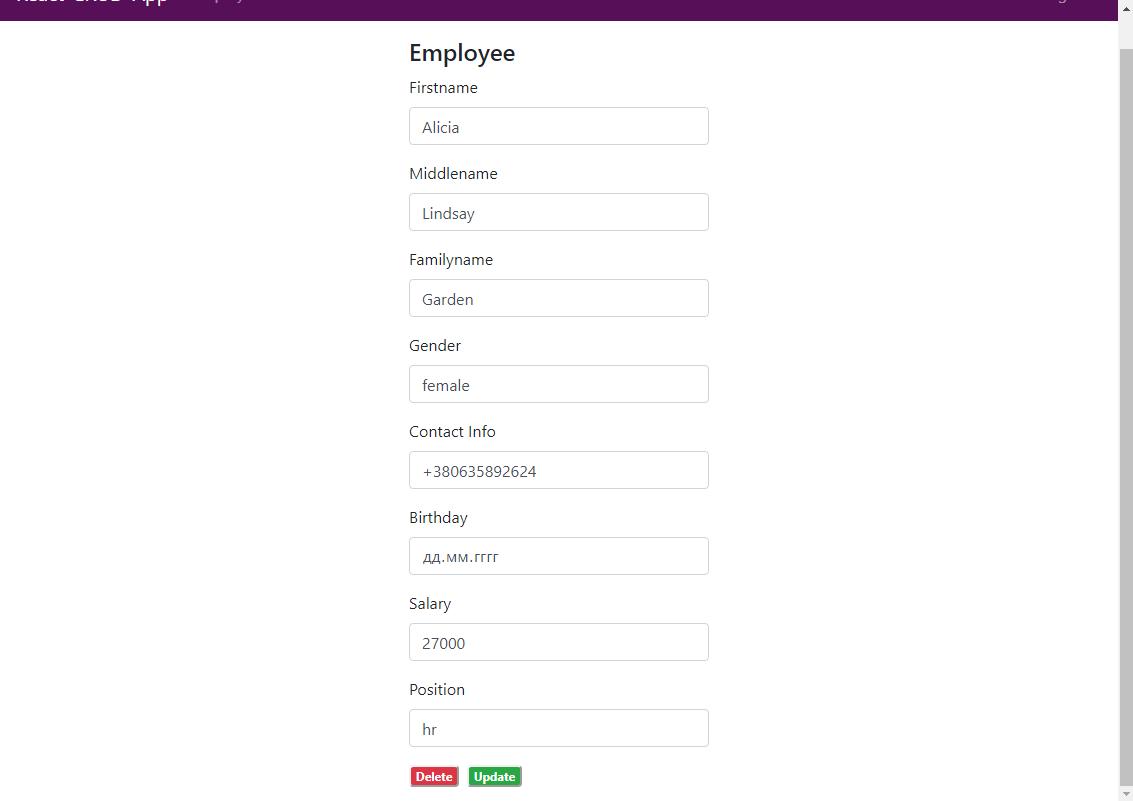 Employee
Firstname
Alicia
Middlename
Lindsay
Familyname
Garden
Gender
female
Contact Info
+380635892624
Birthday
дд.мм.гггг
Salary
27000
Position
hr
Delete Update